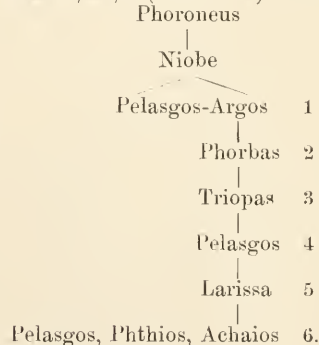 Phoroneus
Niobe
Pelasgos-Argos 1
Phorbas 2
Triopas 3
Pelasgos 4
Larissa 5
Pelasgos, Phthios, Achaios 6.